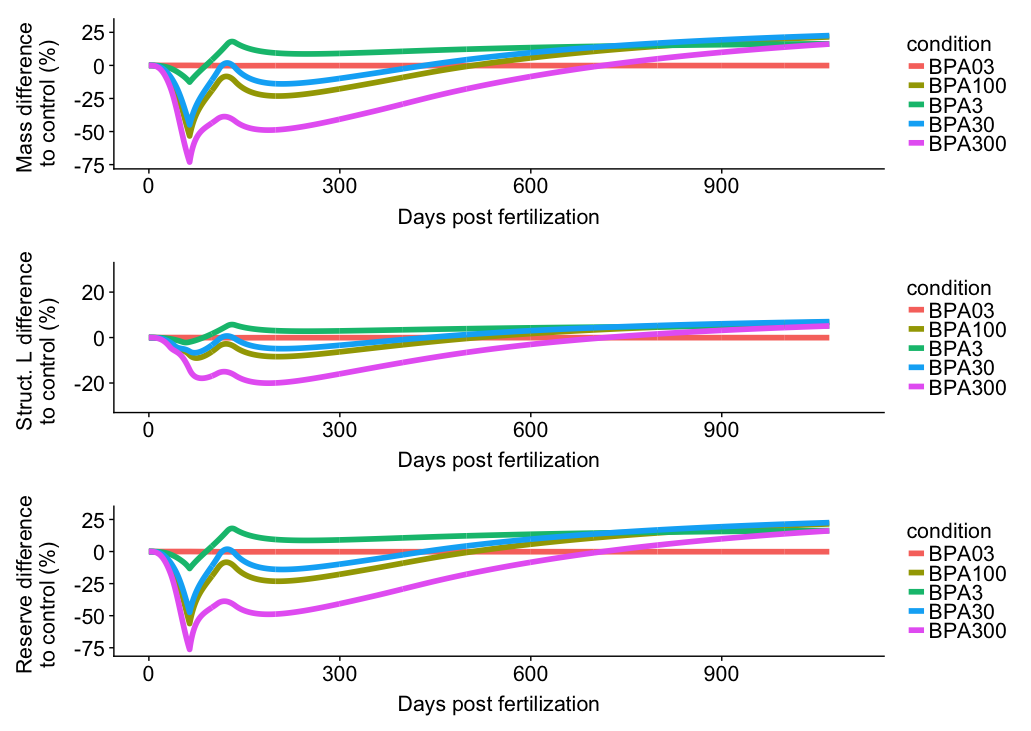 Mass difference
to control (%)
25
0
-25
-50
-75
0 300 600 900
Days post fertilization
condition
BPA03
BPA100
BPA3
BPA30
BPA300
Struct. L difference
to control (%)
20
0
-20
0 300 600 900
Days post fertilization
condition
BPA03
BPA100
BPA3
BPA30
BPA300
Reserve difference
to control (%)
25
0
-25
-50
-75
0 300 600 900
Days post fertilization
condition
BPA03
BPA100
BPA3
BPA30
BPA300